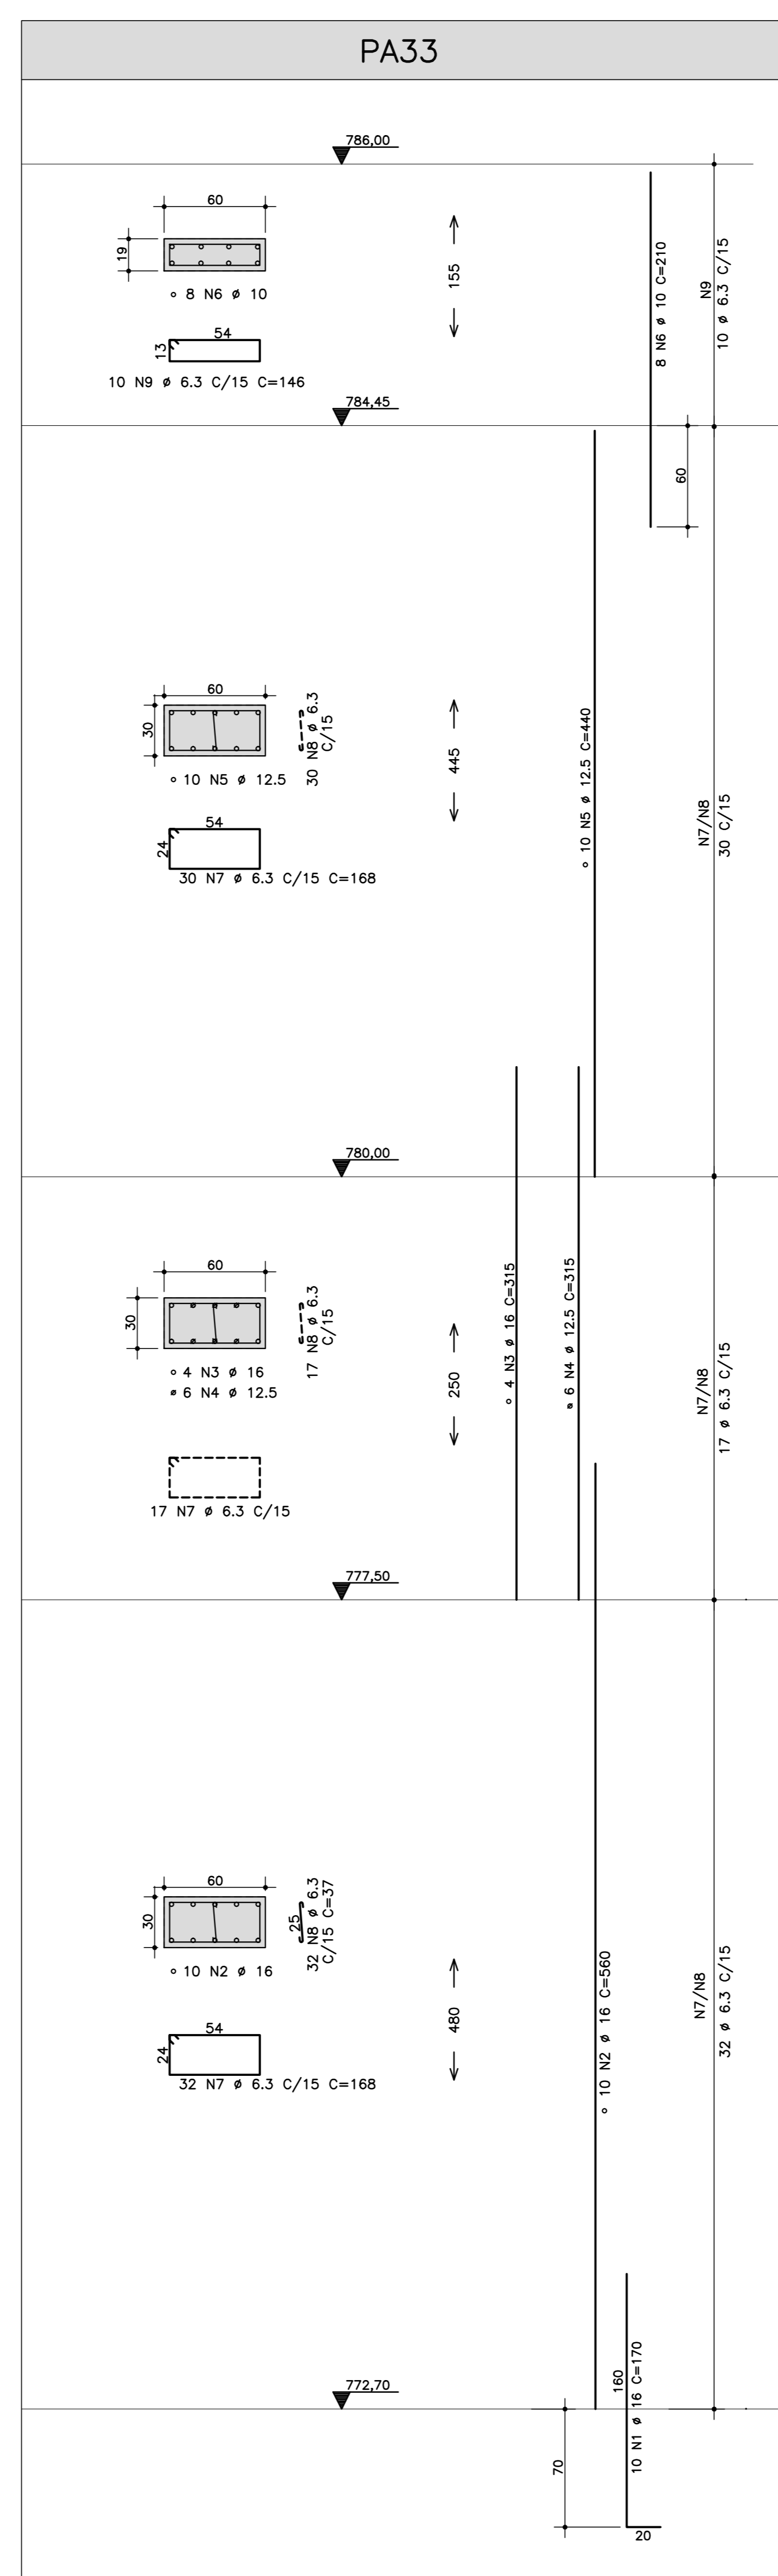 PA33
786,00
60
19
8 N6 ø 10
54
13
10 N9 ø 6.3 C/15 C=146
155
8 N6 ø 10 C=210
N9
10 ø 6.3 C/15
784,45
60
60
30
30 N8 ø 6.3
C/15
10 N5 ø 12.5
54
24
30 N7 ø 6.3 C/15 C=168
445
10 N5 ø 12.5 C=440
N7/N8
30 C/15
780,00
60
30
17 N8 ø 6.3
C/15
4 N3 ø 16
6 N4 ø 12.5
17 N7 ø 6.3 C/15
250
4 N3 ø 16 C=315
6 N4 ø 12.5 C=315
N7/N8
17 ø 6.3 C/15
777,50
60
30
25
32 N8 ø 6.3
C/15 C=37
10 N2 ø 16
54
24
32 N7 ø 6.3 C/15 C=168
480
10 N2 ø 16 C=560
N7/N8
32 ø 6.3 C/15
772,70
70
160
10 N1 ø 16 C=170
20